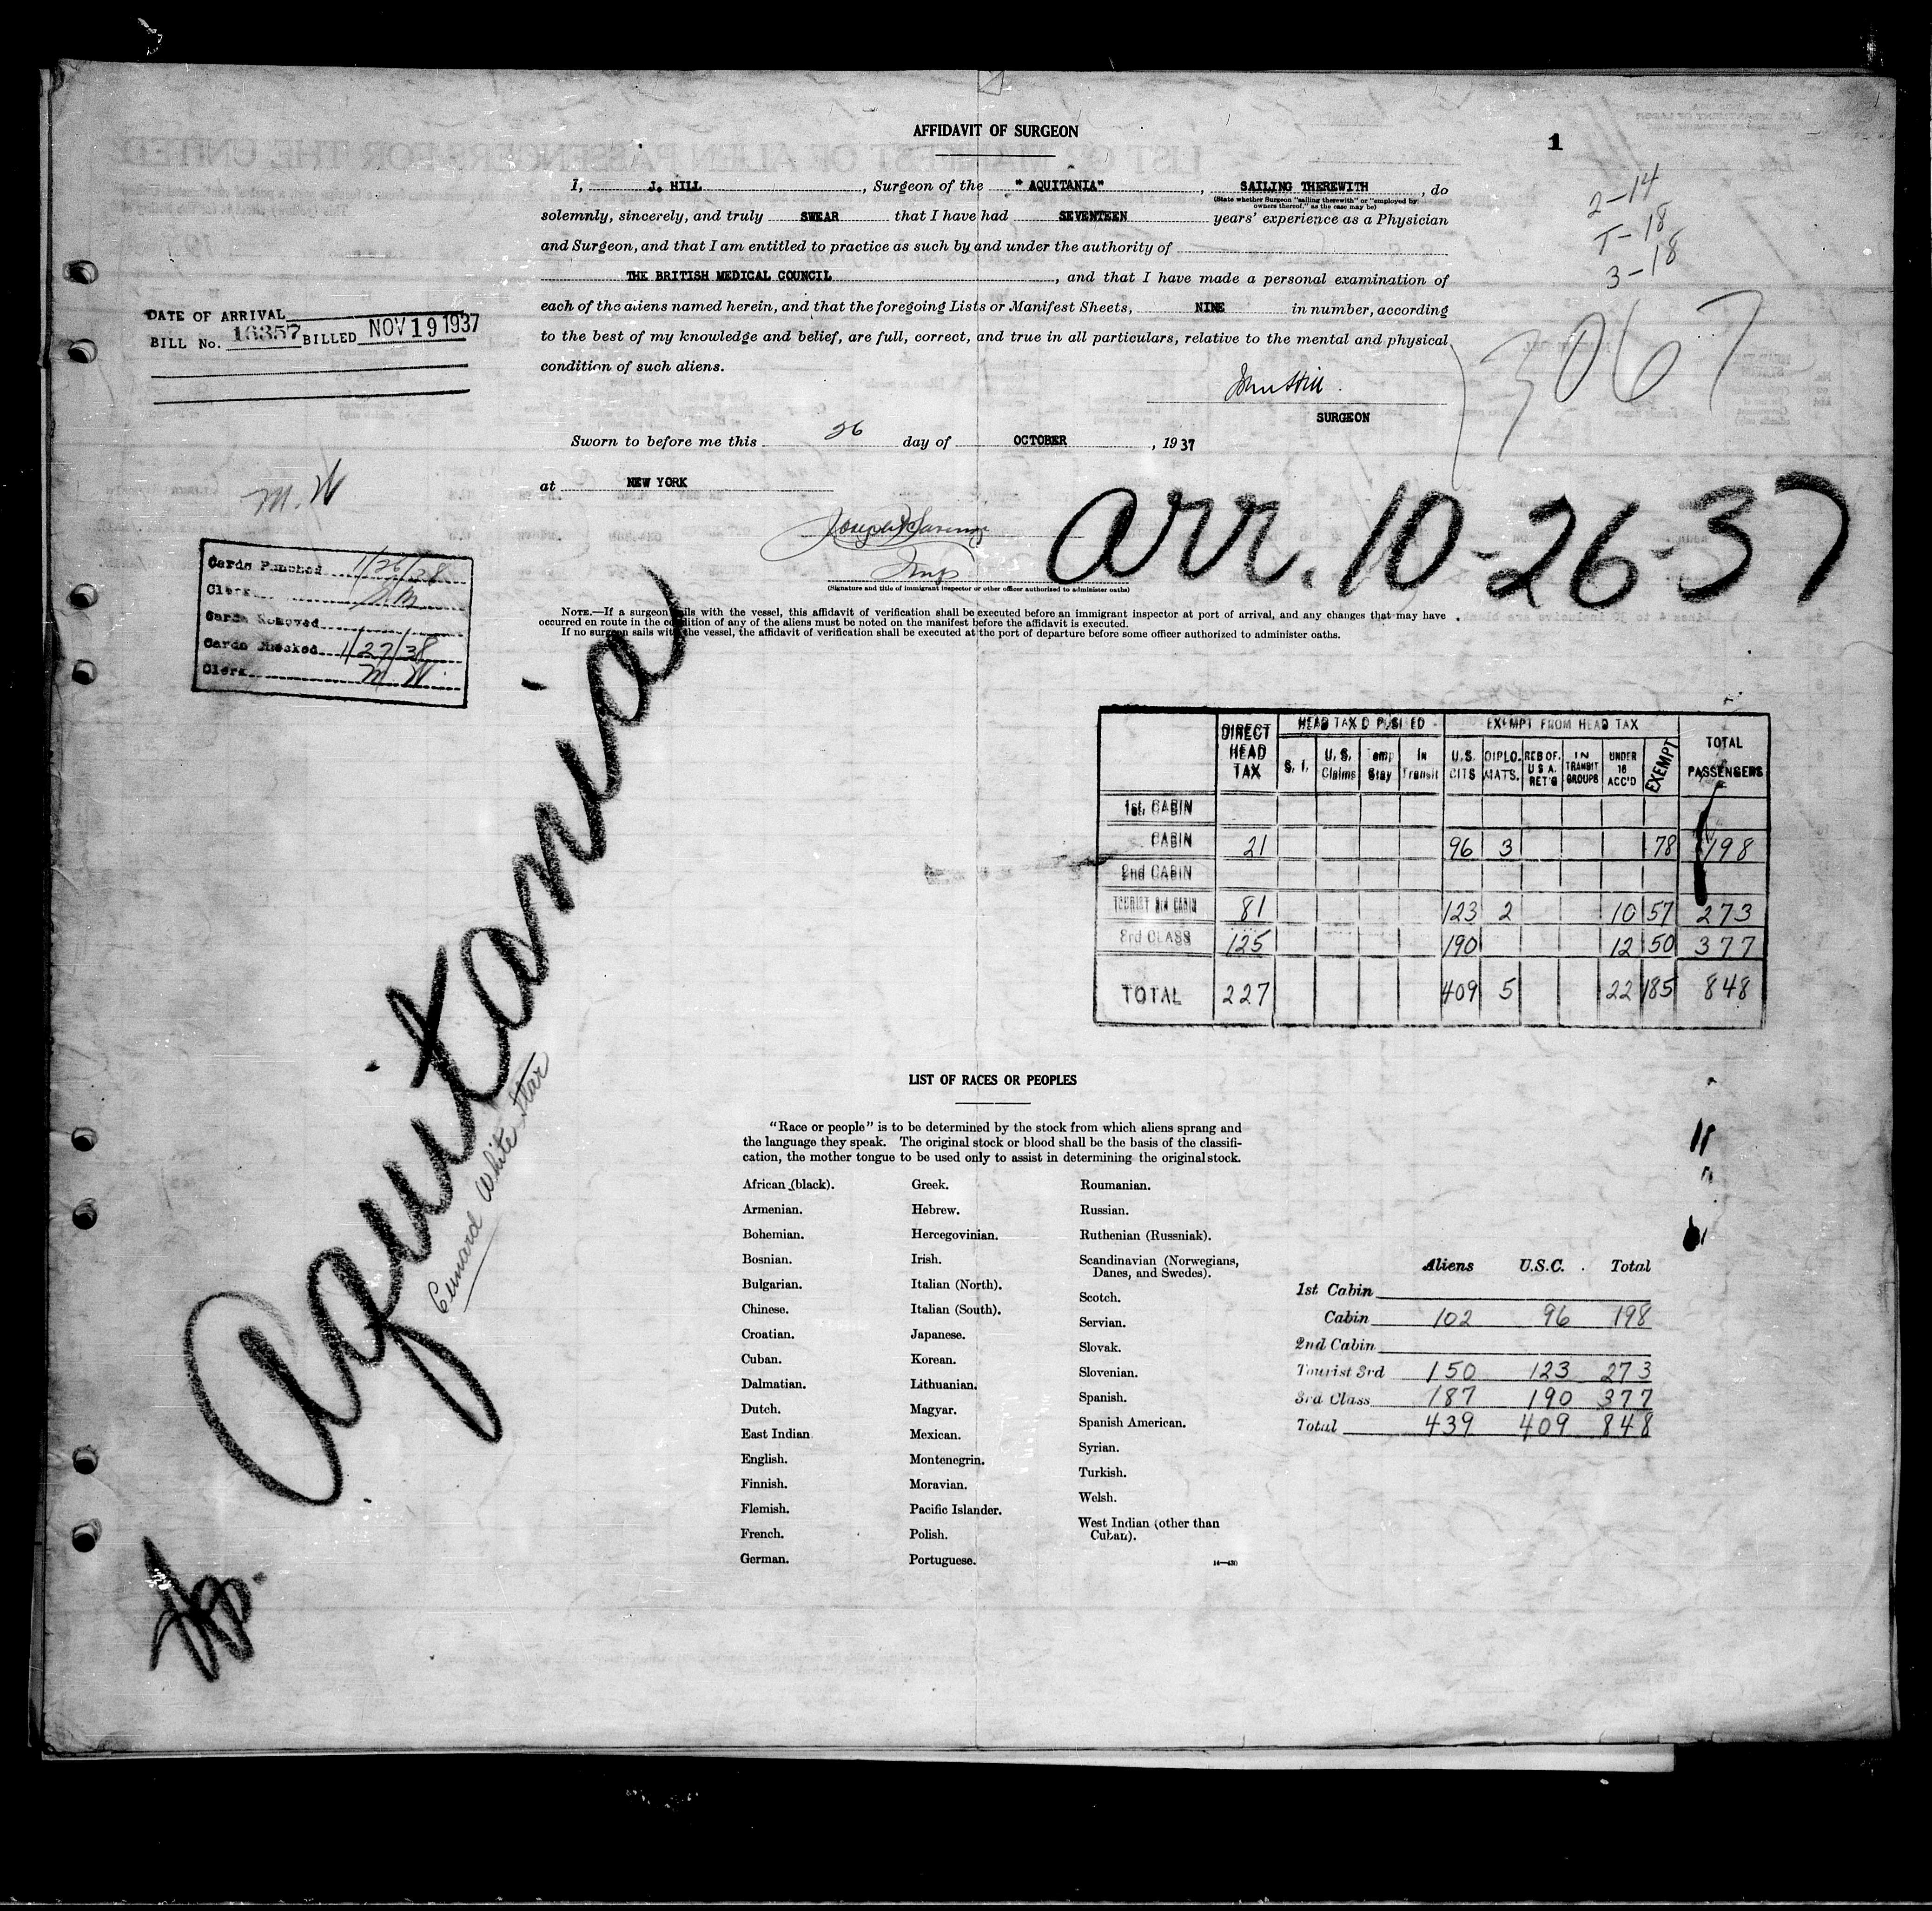 AFFIDAVIT OF SURGEON
1
I, J. HILL, Surgeon of the "AQUITANIA", SAILING THEREWITH, do
(State whether Surgeon "sailing therewith" or "employed by owners thereof," as the case may be)
solemnly, sincerely, and truly SWEAR that I have had SEVENTEEN years' experience as a Physician
and Surgeon, and that I am entitled to practice as such by and under the authority of
THE BRITISH MEDICAL COUNCIL, and that I have made a personal examination of
each of the aliens named herein, and that the foregoing Lists or Manifest Sheets, NINE in number, according
to the best of my knowledge and belief, are full, correct, and true in all particulars, relative to the mental and physical
condition of such aliens.
John Hill
SURGEON
Sworn to before me this 26 day of OCTOBER, 1937
at NEW YORK
(Signature and title of immigrant inspector or other officer authorized to administer oaths)
NOTE.—If a surgeon sails with the vessel, this affidavit of verification shall be executed before an immigrant inspector at port of arrival, and any changes that may have
occurred en route in the condition of any of the aliens must be noted on the manifest before the affidavit is executed.
If no surgeon sails with the vessel, the affidavit of verification shall be executed at the port of departure before some officer authorized to administer oaths.
2-14
T-18
3-18
3067
arr. 10-26-37
DATE OF ARRIVAL
BILL No. 16357 BILLED NOV 19 1937
M. W
Cards Punched 1/26/38
Clerk
Cards Removed
Cards Checked 1/27/38
Clerk M W
Aquitania
Cunard White Star
DIRECT HEAD TAX HEAD TAX D POSITED EXEMPT FROM HEAD TAX TOTAL PASSENGERS
S. I. U.S. Claims Temp Stay In Transit U.S. CITS DIPLO. MATS. RES OF. U S A. RET'G IN TRANSIT GROUPS UNDER 16 ACC'D EXEMPT
1st. CABIN
CABIN 21 96 3 78 198
2nd CABIN
TOURIST 3rd CABIN 81 123 2 10 57 273
3rd CLASS 125 190 12 50 377
TOTAL 227 409 5 22 185 848
LIST OF RACES OR PEOPLES
"Race or people" is to be determined by the stock from which aliens sprang and
the language they speak. The original stock or blood shall be the basis of the classifi-
cation, the mother tongue to be used only to assist in determining the original stock.
African (black).
Armenian.
Bohemian.
Bosnian.
Bulgarian.
Chinese.
Croatian.
Cuban.
Dalmatian.
Dutch.
East Indian
English.
Finnish.
Flemish.
French.
German.
Greek.
Hebrew.
Hercegovinian.
Irish.
Italian (North).
Italian (South).
Japanese.
Korean.
Lithuanian.
Magyar.
Mexican.
Montenegrin.
Moravian.
Pacific Islander.
Polish.
Portuguese.
Roumanian.
Russian.
Ruthenian (Russniak).
Scandinavian (Norwegians,
Danes, and Swedes).
Scotch.
Servian.
Slovak.
Slovenian.
Spanish.
Spanish American.
Syrian.
Turkish.
Welsh.
West Indian (other than
Cuban).
14—430
Aliens U.S.C. Total
1st Cabin
Cabin 102 96 198
2nd Cabin
Tourist 3rd 150 123 273
3rd Class 187 190 377
Total 439 409 848